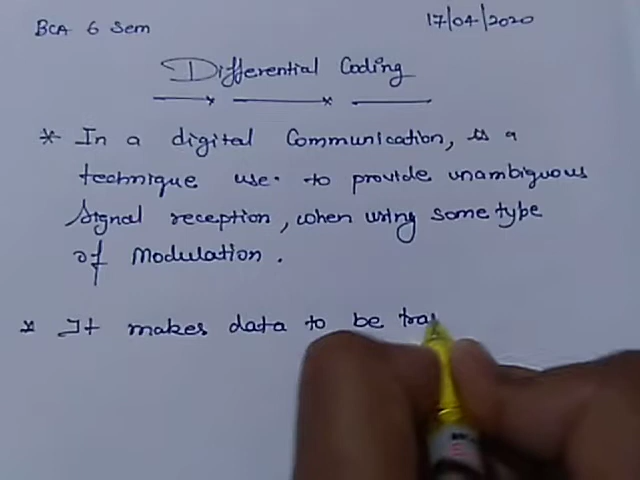 BCA 6 Sem
17/04/2020
Differential Coding
* In a digital Communication, is a
technique use to provide unambiguous
Signal reception, when using some type
of Modulation.
* It makes data to be tra